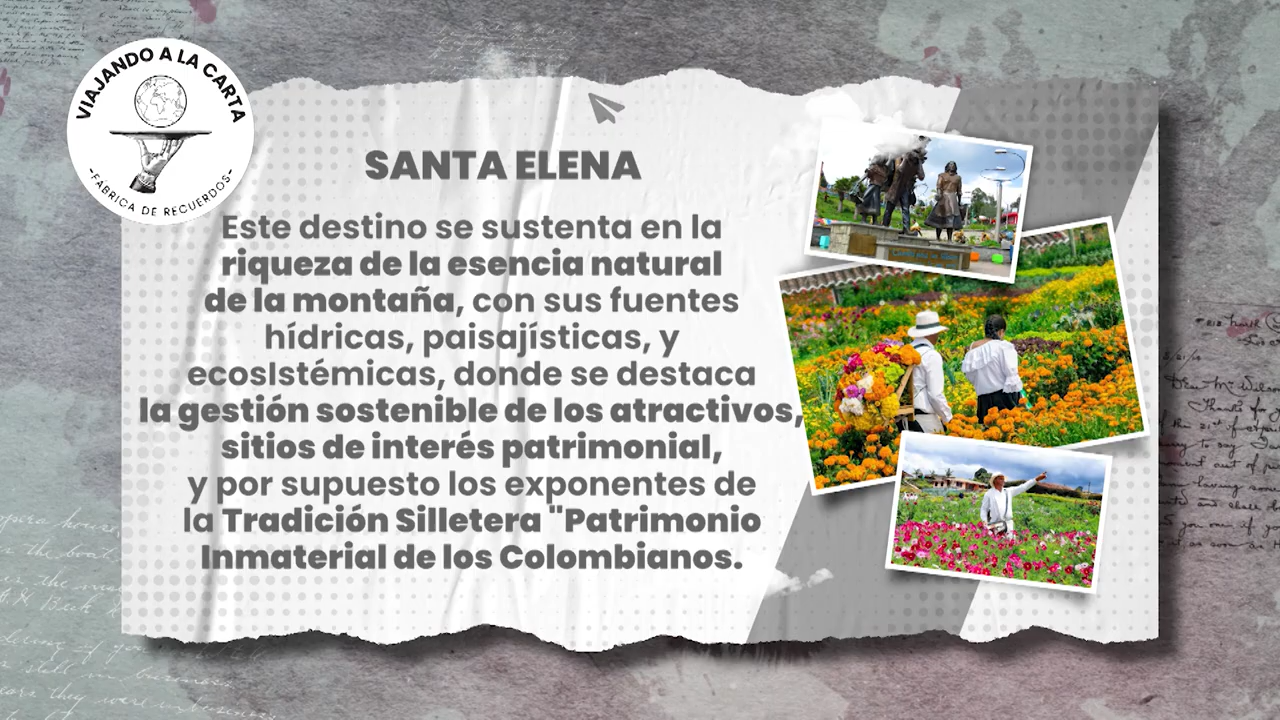 VIAJANDO A LA CARTA
-FÁBRICA DE RECUERDOS-
SANTA ELENA
Este destino se sustenta en la
riqueza de la esencia natural
de la montaña, con sus fuentes
hídricas, paisajísticas, y
ecosIstémicas, donde se destaca
la gestión sostenible de los atractivos,
sitios de interés patrimonial,
y por supuesto los exponentes de
la Tradición Silletera "Patrimonio
Inmaterial de los Colombianos.